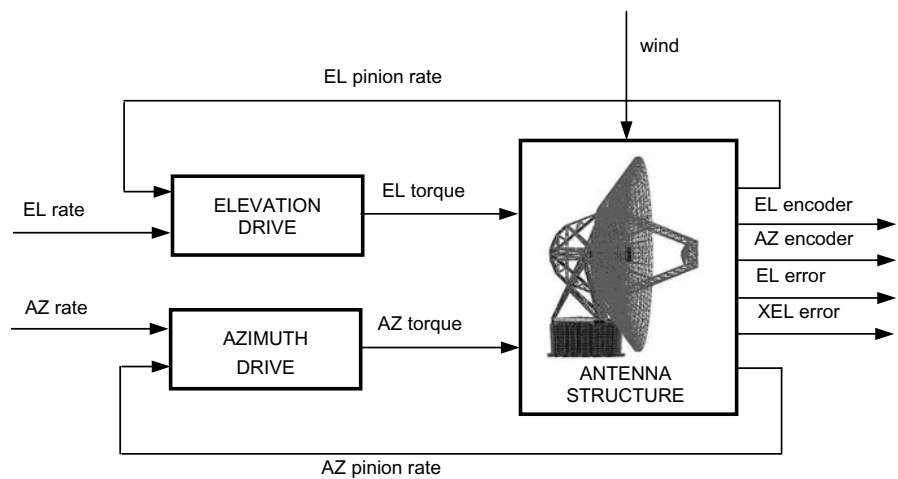 wind
EL pinion rate
EL rate
ELEVATION
DRIVE
EL torque
EL encoder
AZ encoder
EL error
XEL error
AZ rate
AZIMUTH
DRIVE
AZ torque
ANTENNA
STRUCTURE
AZ pinion rate